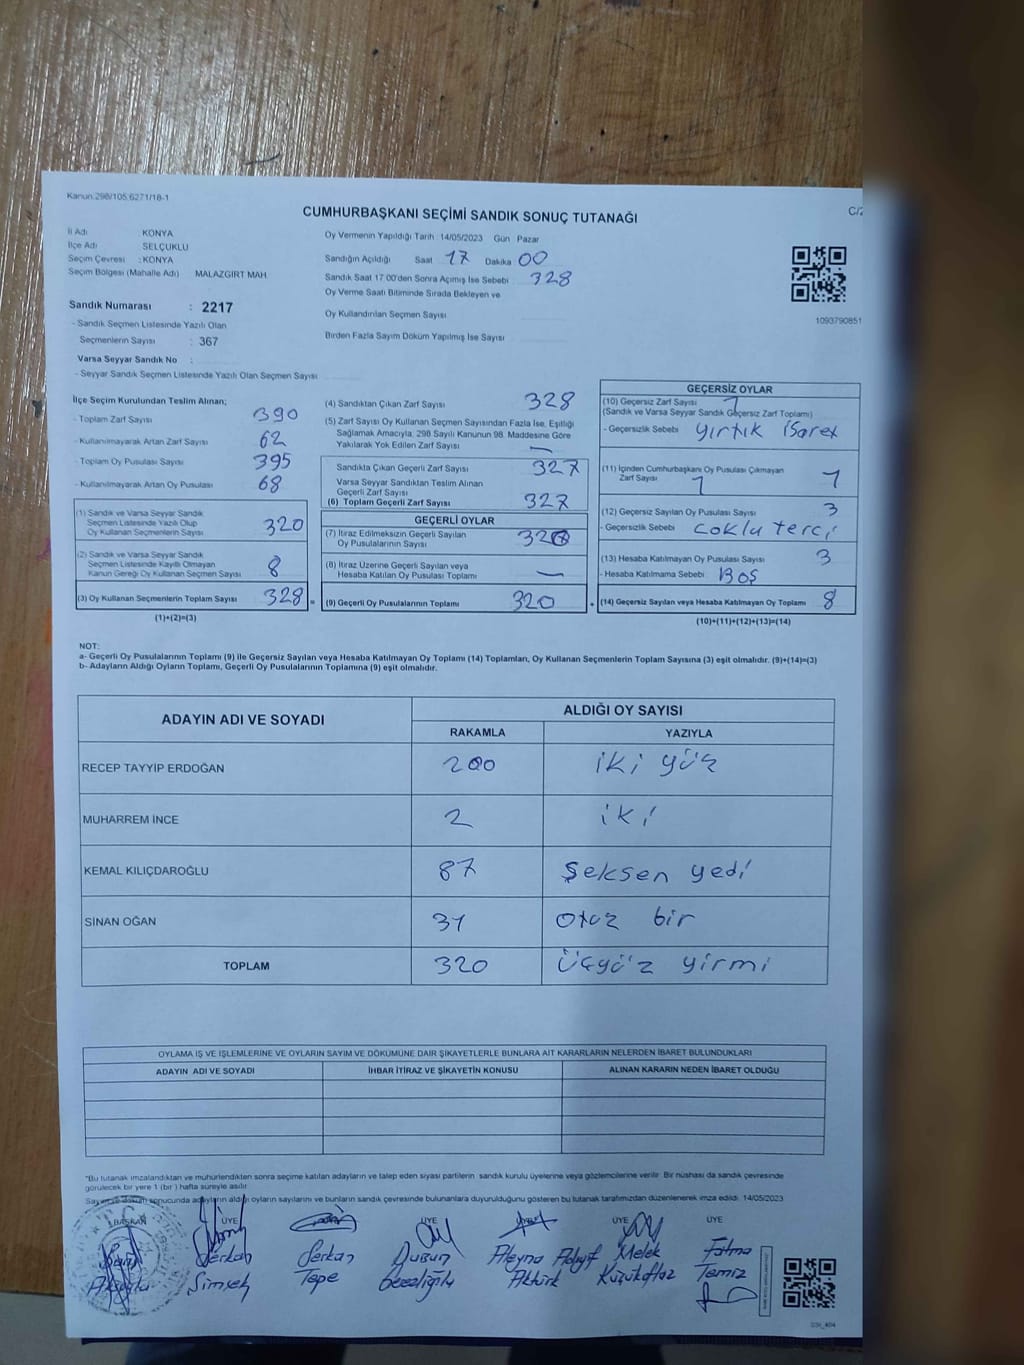 Kanun:298/105,6271/18-1
CUMHURBAŞKANI SEÇİMİ SANDIK SONUÇ TUTANAĞI
C/2
İl Adı KONYA
İlçe Adı SELÇUKLU
Seçim Çevresi : KONYA
Seçim Bölgesi (Mahalle Adı) MALAZGİRT MAH
Sandık Numarası : 2217
- Sandık Seçmen Listesinde Yazılı Olan
Seçmenlerin Sayısı : 367
Varsa Seyyar Sandık No :
- Seyyar Sandık Seçmen Listesinde Yazılı Olan Seçmen Sayısı
Oy Vermenin Yapıldığı Tarih : 14/05/2023 Gün Pazar
Sandığın Açıldığı Saat 17 Dakika 00
Sandık Saat 17.00'den Sonra Açımış İse Sebebi 328
Oy Verme Saati Bitiminde Sırada Bekleyen ve
Oy Kullandırılan Seçmen Sayısı
Birden Fazla Sayım Döküm Yapılmış İse Sayısı
1093790851
İlçe Seçim Kurulundan Teslim Alınan;
- Toplam Zarf Sayısı 390
- Kullanılmayarak Artan Zarf Sayısı 62
- Toplam Oy Pusulası Sayısı 395
- Kullanılmayarak Artan Oy Pusulası 68
(1) Sandık ve Varsa Seyyar Sandık
Seçmen Listesinde Yazılı Olup
Oy Kullanan Seçmenlerin Sayısı 320
(2) Sandık ve Varsa Seyyar Sandık
Seçmen Listesinde Kayıtlı Olmayan
Kanun Gereği Oy Kullanan Seçmen Sayısı 8
(3) Oy Kullanan Seçmenlerin Toplam Sayısı 328 =
(1)+(2)=(3)
(4) Sandıktan Çıkan Zarf Sayısı 328
(5) Zarf Sayısı Oy Kullanan Seçmen Sayısından Fazla İse, Eşitliği
Sağlamak Amacıyla, 298 Sayılı Kanunun 98. Maddesine Göre
Yakılarak Yok Edilen Zarf Sayısı —
Sandıkta Çıkan Geçerli Zarf Sayısı 327
Varsa Seyyar Sandıktan Teslim Alınan
Geçerli Zarf Sayısı
(6) Toplam Geçerli Zarf Sayısı 327
GEÇERLİ OYLAR
(7) İtiraz Edilmeksizin Geçerli Sayılan
Oy Pusulalarının Sayısı 320
(8) İtiraz Üzerine Geçerli Sayılan veya
Hesaba Katılan Oy Pusulası Toplamı —
(9) Geçerli Oy Pusulalarının Toplamı 320 +
GEÇERSİZ OYLAR
(10) Geçersiz Zarf Sayısı 1
(Sandık ve Varsa Seyyar Sandık Geçersiz Zarf Toplamı)
- Geçersizlik Sebebi yırtık işaret
(11) İçinden Cumhurbaşkanı Oy Pusulası Çıkmayan
Zarf Sayısı 1 1
(12) Geçersiz Sayılan Oy Pusulası Sayısı 3
- Geçersizlik Sebebi çoklu terci
(13) Hesaba Katılmayan Oy Pusulası Sayısı 3
- Hesaba Katılmama Sebebi Boş
(14) Geçersiz Sayılan veya Hesaba Katılmayan Oy Toplamı 8
(10)+(11)+(12)+(13)=(14)
NOT:
a- Geçerli Oy Pusulalarının Toplamı (9) ile Geçersiz Sayılan veya Hesaba Katılmayan Oy Toplamı (14) Toplamları, Oy Kullanan Seçmenlerin Toplam Sayısına (3) eşit olmalıdır. (9)+(14)=(3)
b- Adayların Aldığı Oyların Toplamı, Geçerli Oy Pusulalarının Toplamına (9) eşit olmalıdır.
ADAYIN ADI VE SOYADI
ALDIĞI OY SAYISI
RAKAMLA YAZIYLA
RECEP TAYYİP ERDOĞAN 200 iki yüz
MUHARREM İNCE 2 iki
KEMAL KILIÇDAROĞLU 87 Şeksen yedi
SİNAN OĞAN 31 otuz bir
TOPLAM 320 üçyüz yirmi
OYLAMA İŞ VE İŞLEMLERİNE VE OYLARIN SAYIM VE DÖKÜMÜNE DAİR ŞİKAYETLERLE BUNLARA AİT KARARLARIN NELERDEN İBARET BULUNDUKLARI
ADAYIN ADI VE SOYADI İHBAR İTİRAZ VE ŞİKAYETİN KONUSU ALINAN KARARIN NEDEN İBARET OLDUĞU
"Bu tutanak imzalandıktan ve mühürlendikten sonra seçime katılan adayların ve talep eden siyasi partilerin sandık kurulu üyelerine veya gözlemcilerine verilir. Bir nüshası da sandık çevresinde
görülecek bir yere 1 (bir ) hafta süreyle asılır.
Sayım ve döküm sonucunda adayların aldığı oyların sayılarını ve bunların sandık çevresinde bulunanlara duyurulduğunu gösteren bu tutanak tarafımızdan düzenlenerek imza edildi. 14/05/2023
BAŞKAN ÜYE ÜYE ÜYE ÜYE
Serkan Serkan Aleyna Melek Fatma
Şimşek Tepe Aktürk Temiz